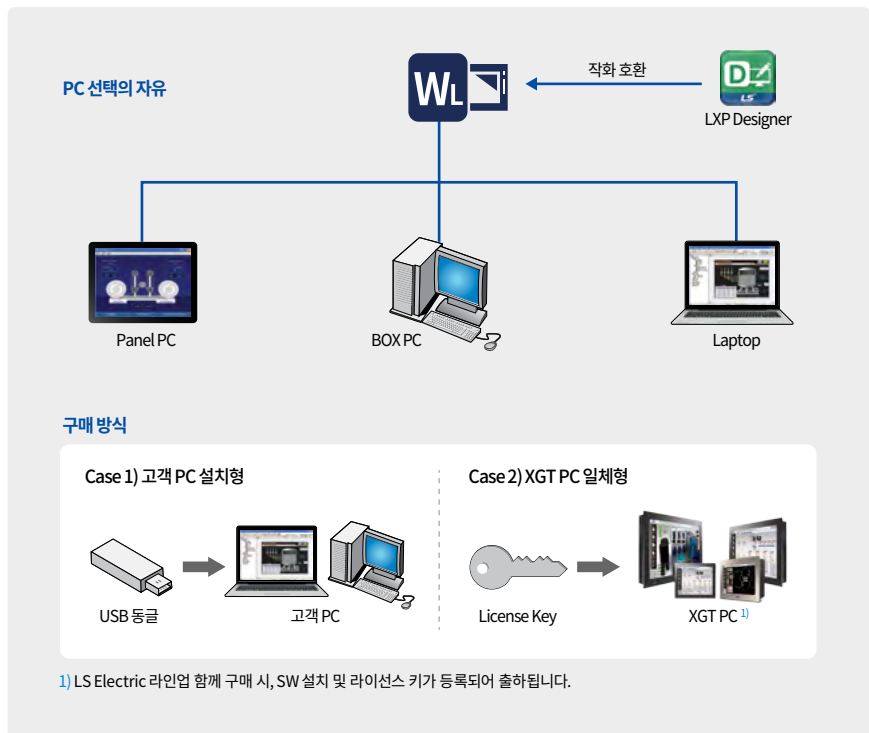 PC 선택의 자유
WL
작화 호환
D
LS
LXP Designer
Panel PC
BOX PC
Laptop
구매 방식
Case 1) 고객 PC 설치형
Case 2) XGT PC 일체형
USB 동글
고객 PC
License Key
XGT PC 1)
1) LS Electric 라인업 함께 구매 시, SW 설치 및 라이선스 키가 등록되어 출하됩니다.